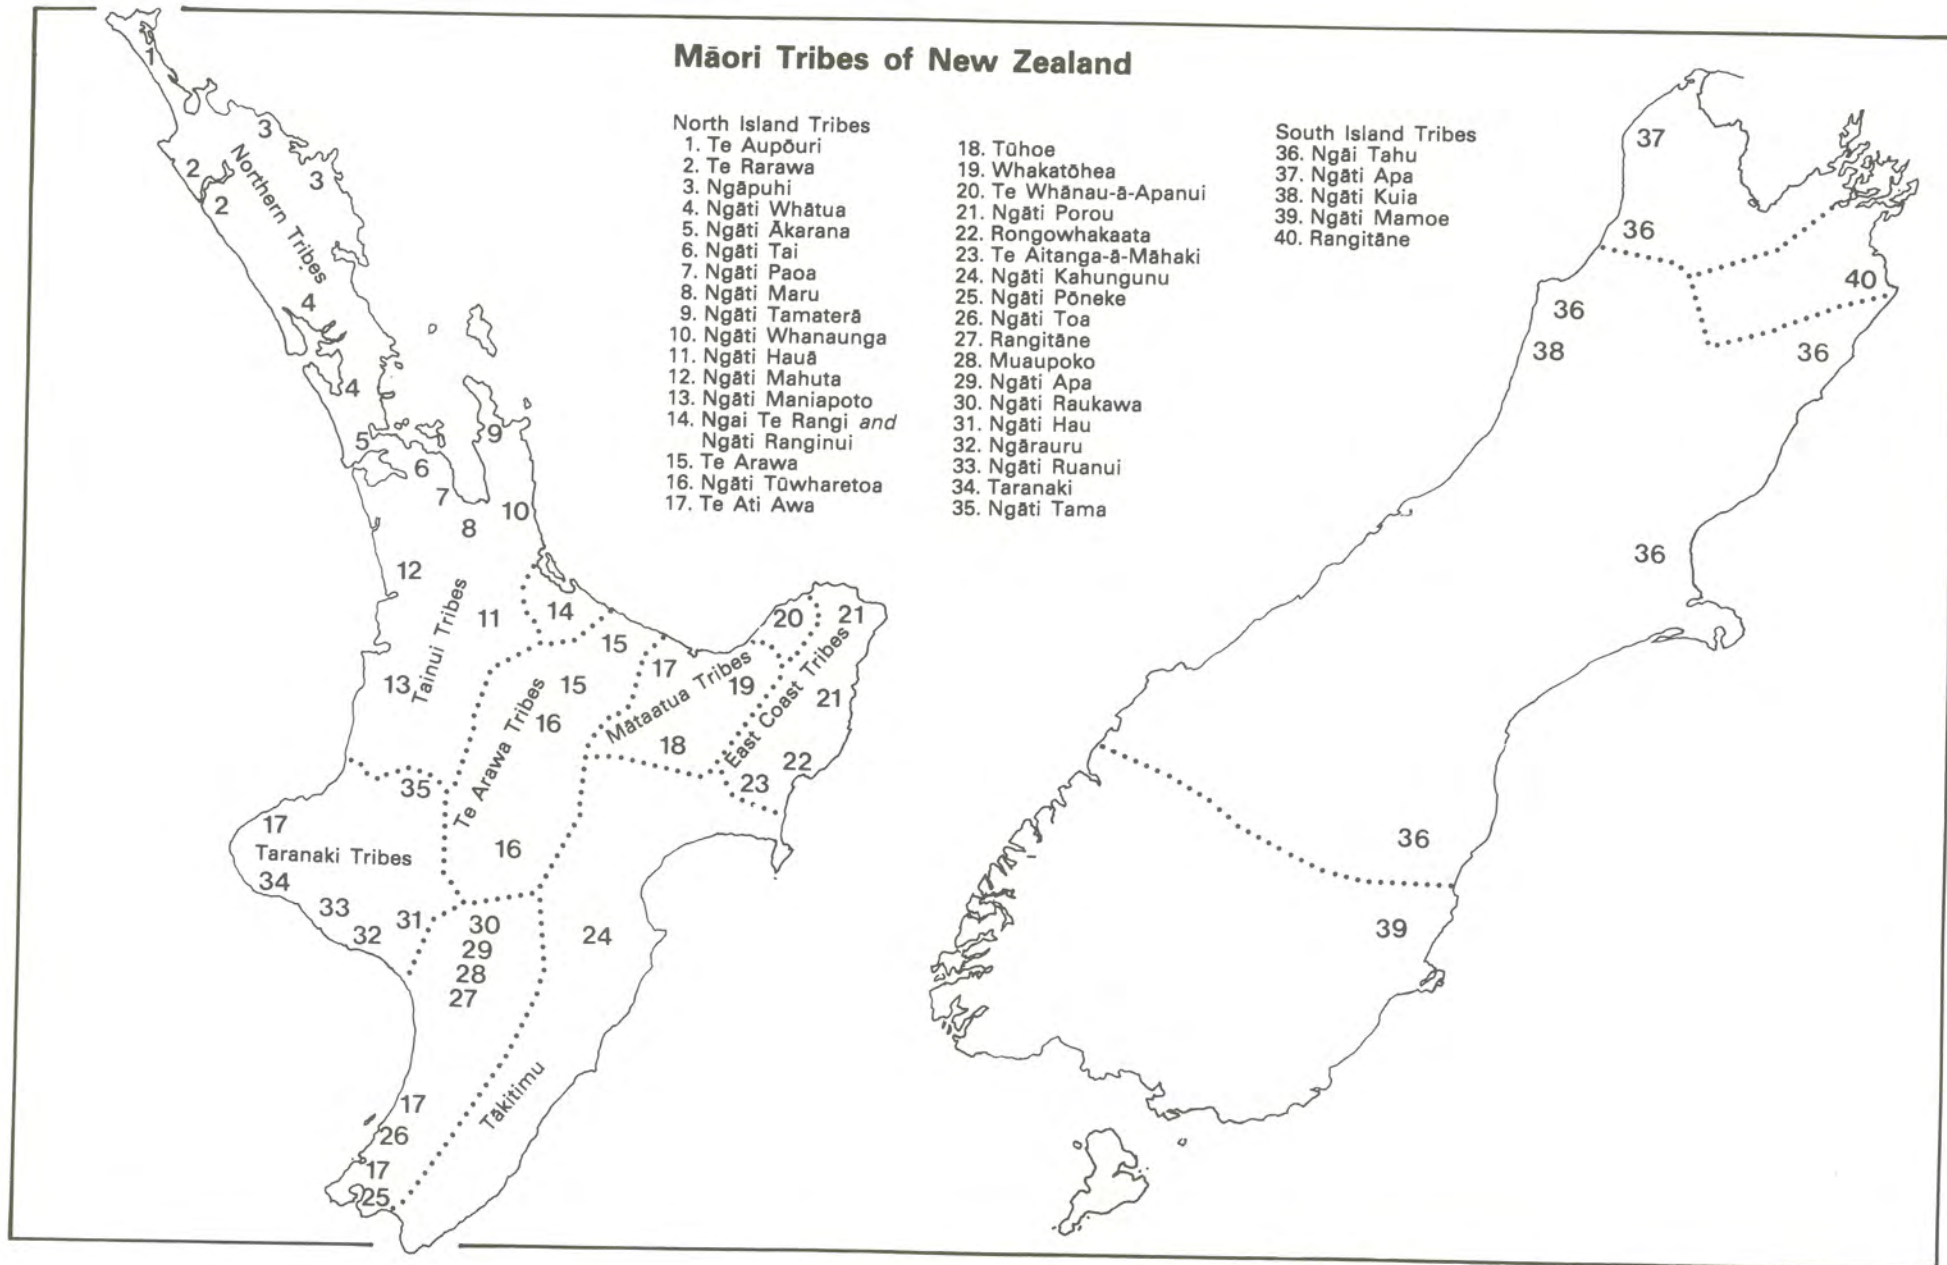 Māori Tribes of New Zealand
North Island Tribes
1. Te Aupōuri
2. Te Rarawa
3. Ngāpuhi
4. Ngāti Whātua
5. Ngāti Ākarana
6. Ngāti Tai
7. Ngāti Paoa
8. Ngāti Maru
9. Ngāti Tamaterā
10. Ngāti Whanaunga
11. Ngāti Hauā
12. Ngāti Mahuta
13. Ngāti Maniapoto
14. Ngai Te Rangi and
Ngāti Ranginui
15. Te Arawa
16. Ngāti Tūwharetoa
17. Te Ati Awa
18. Tūhoe
19. Whakatōhea
20. Te Whānau-ā-Apanui
21. Ngāti Porou
22. Rongowhakaata
23. Te Aitanga-ā-Māhaki
24. Ngāti Kahungunu
25. Ngāti Pōneke
26. Ngāti Toa
27. Rangitāne
28. Muaupoko
29. Ngāti Apa
30. Ngāti Raukawa
31. Ngāti Hau
32. Ngārauru
33. Ngāti Ruanui
34. Taranaki
35. Ngāti Tama
South Island Tribes
36. Ngāi Tahu
37. Ngāti Apa
38. Ngāti Kuia
39. Ngāti Mamoe
40. Rangitāne
1
3
2
3
2
Northern Tribes
4
4
5
9
6
7
10
8
12
11
14
Tainui Tribes
13
15
15
16
Te Arawa Tribes
16
20
21
17
19
Mātaatua Tribes
18
East Coast Tribes
21
22
23
35
17
Taranaki Tribes
34
33
31
32
30
29
28
27
24
Tākitimu
17
26
17
25
37
36
40
36
38
36
36
36
39